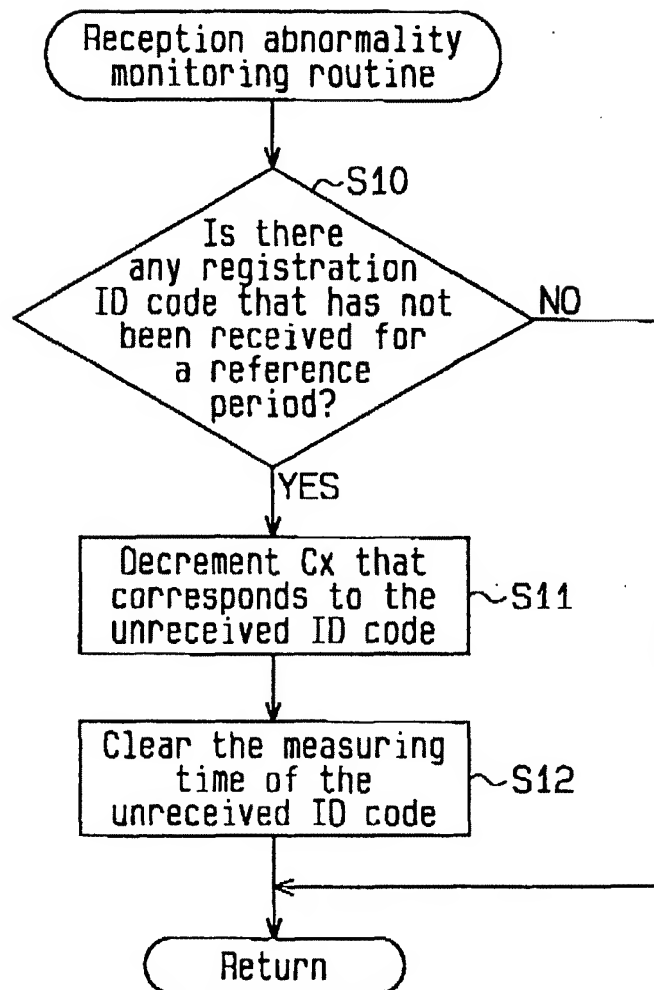 Reception abnormality
monitoring routine
S10
Is there
any registration
ID code that has not
been received for
a reference
period?
NO
YES
Decrement Cx that
corresponds to the
unreceived ID code
S11
Clear the measuring
time of the
unreceived ID code
S12
Return